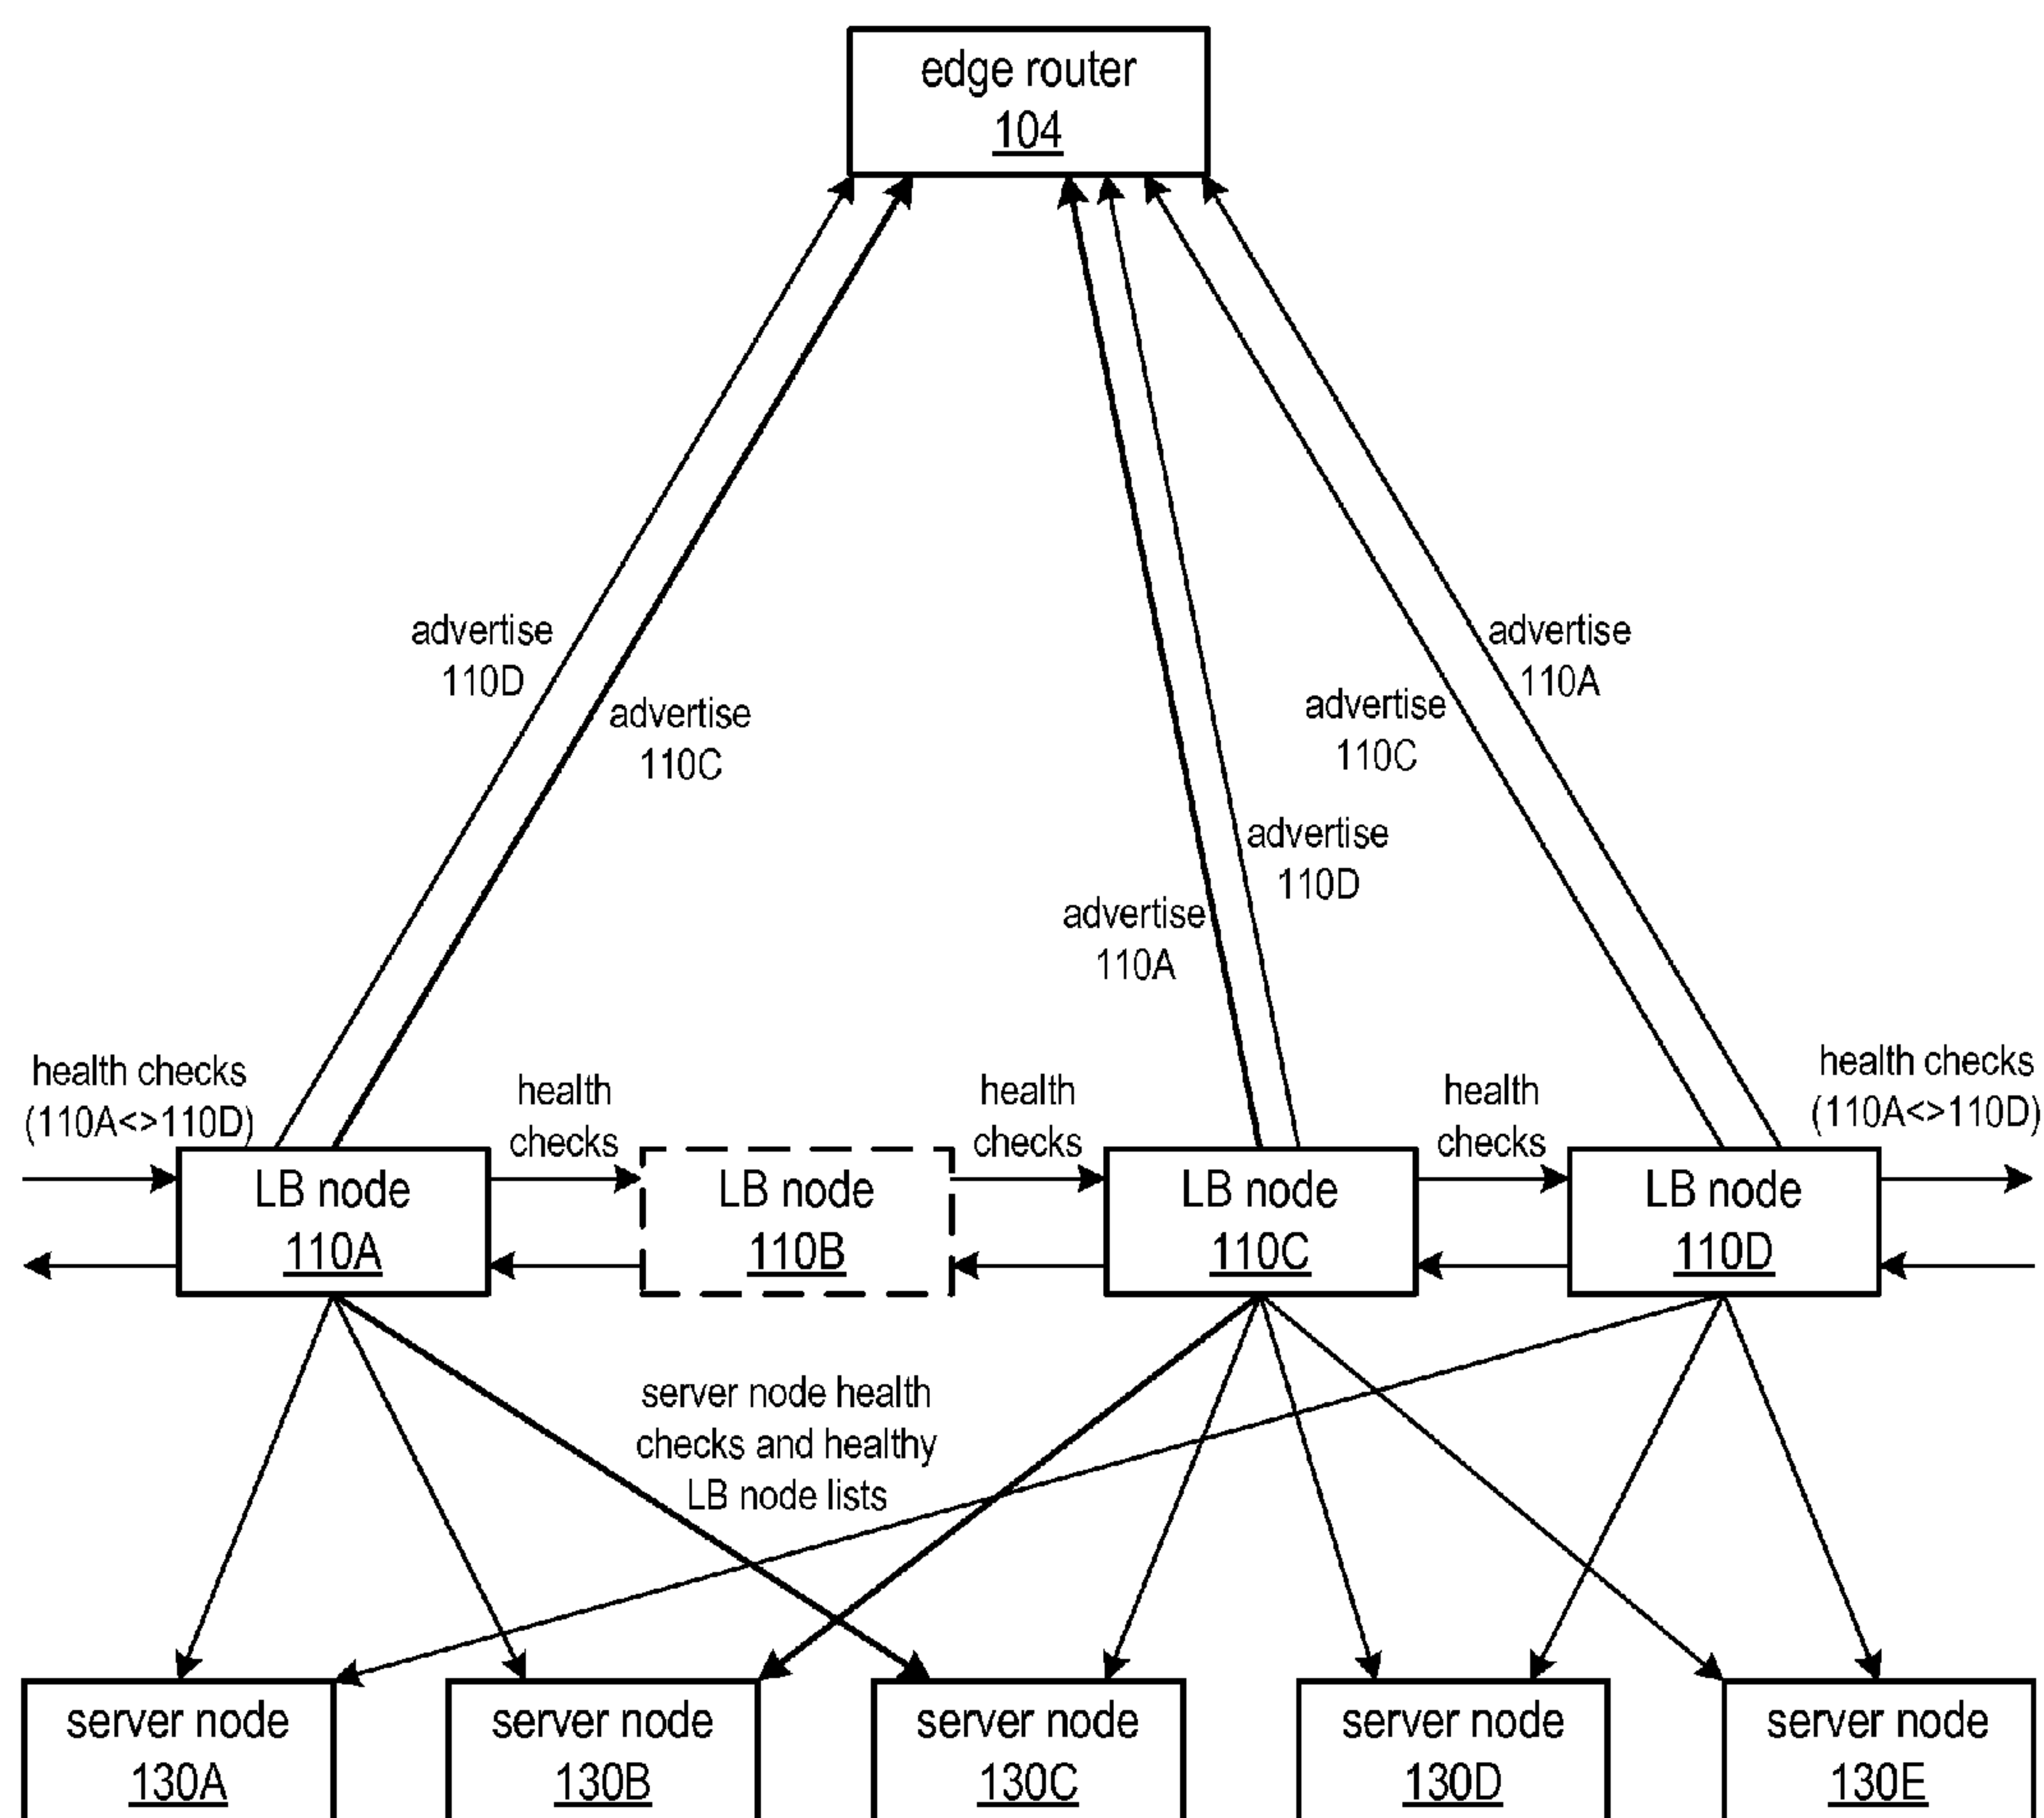 edge router
104
advertise
110D
advertise
110A
advertise
110C
advertise
110C
advertise
110D
advertise
110A
health checks
(110A<>110D)
health
checks
health
checks
health
checks
health checks
(110A<>110D)
LB node
110A
LB node
110B
LB node
110C
LB node
110D
server node health
checks and healthy
LB node lists
server node
130A
server node
130B
server node
130C
server node
130D
server node
130E